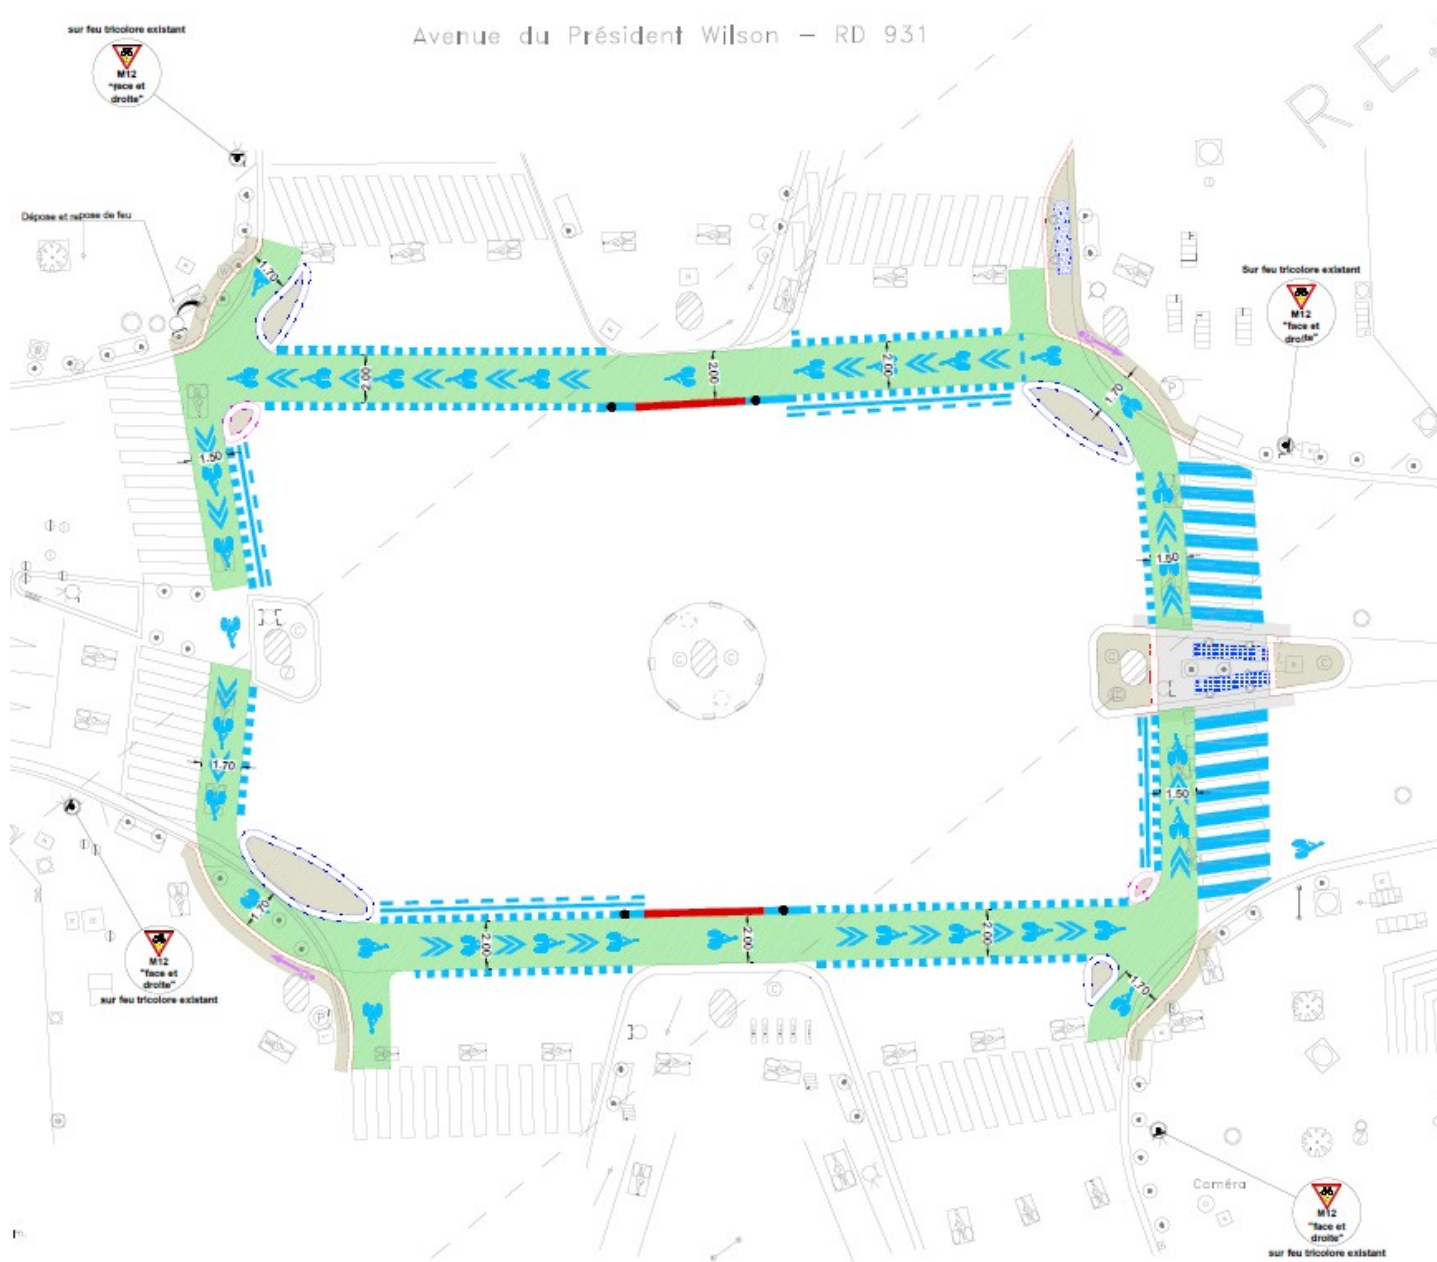 sur feu tricolore existant
Avenue du Président Wilson – RD 931
R.E.
M12
"face et
droite"
Dépose et repose de feu
1.70
Sur feu tricolore existant
M12
"face et
droite"
2.00
2.00
2.00
P
1.70
1.50
1.50
C
C
C
C
C
Z
1.70
1.50
1.70
M12
"face et
droite"
sur feu tricolore existant
2.00
2.00
2.00
1.70
P
C
Caméra
M12
"face et
droite"
sur feu tricolore existant
m.